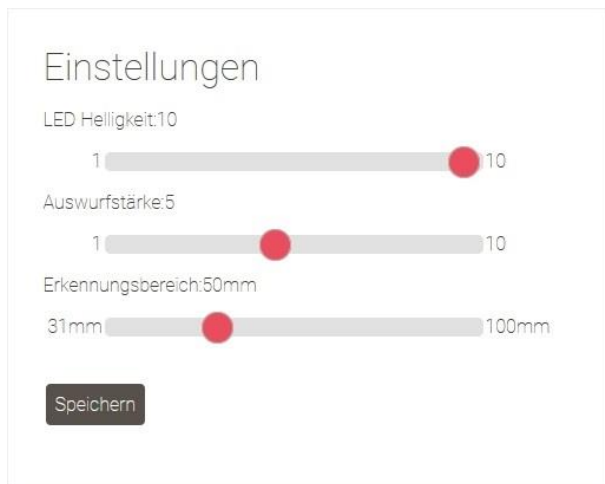 Einstellungen
LED Helligkeit:10
1 10
Auswurfstärke:5
1 10
Erkennungsbereich:50mm
31mm 100mm
Speichern